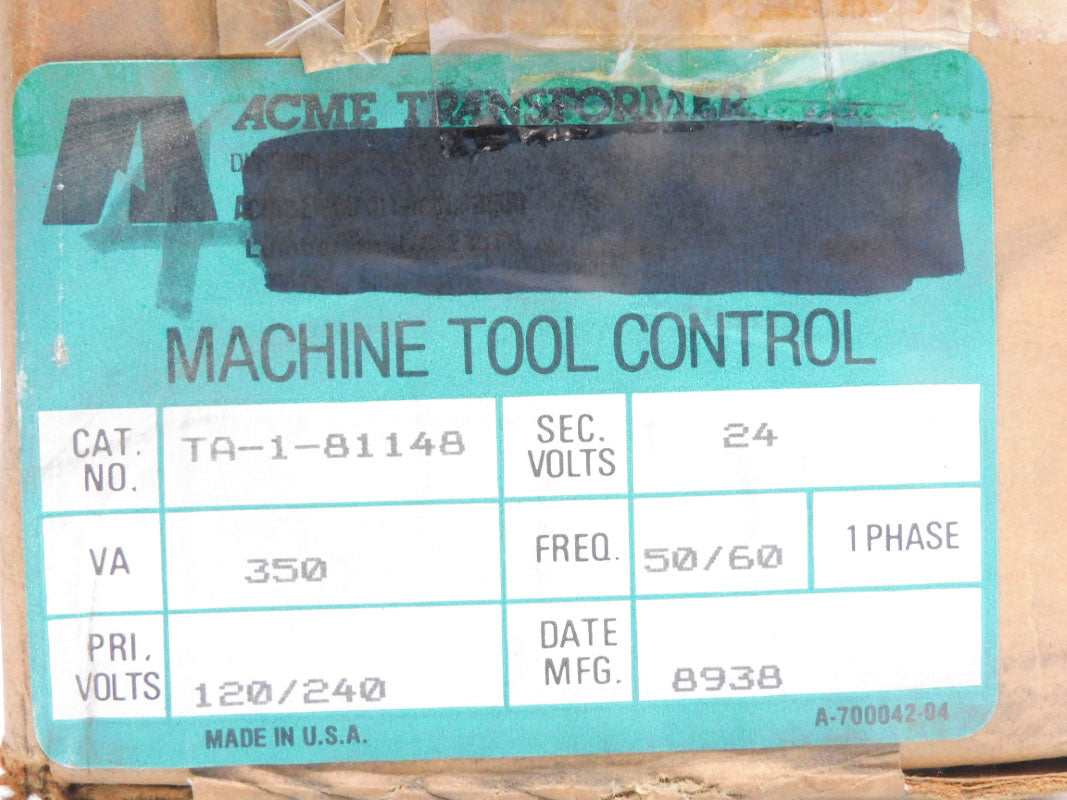 ACME TRANSFORMER
MACHINE TOOL CONTROL
CAT. NO. TA-1-81148 SEC. VOLTS 24
VA 350 FREQ. 50/60 1 PHASE
PRI. VOLTS 120/240 DATE MFG. 8938
MADE IN U.S.A. A-700042-04